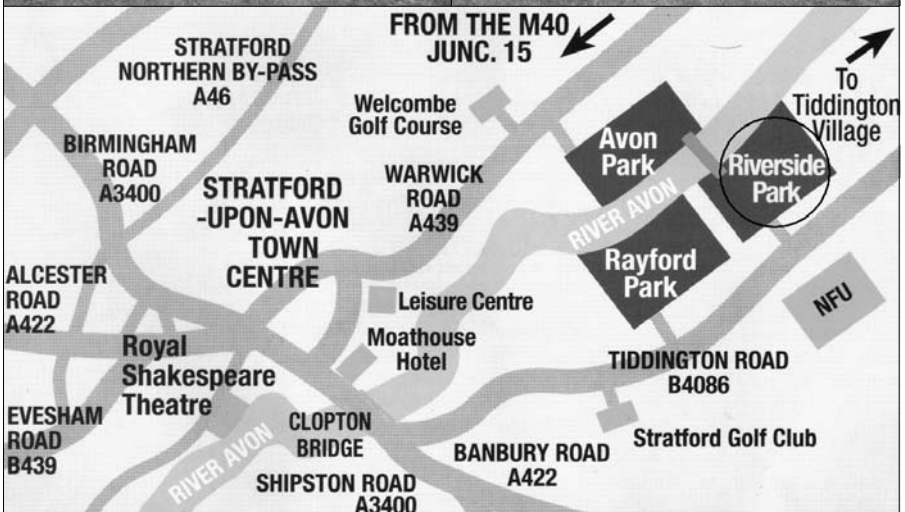 FROM THE M40
JUNC. 15
STRATFORD
NORTHERN BY-PASS
A46
To
Tiddington
Village
Welcombe
Golf Course
Avon
Park
BIRMINGHAM
ROAD
A3400
Riverside
Park
WARWICK
ROAD
A439
STRATFORD
-UPON-AVON
TOWN
CENTRE
RIVER AVON
Rayford
Park
ALCESTER
ROAD
A422
Leisure Centre
NFU
Moathouse
Hotel
Royal
Shakespeare
Theatre
TIDDINGTON ROAD
B4086
EVESHAM
ROAD
B439
CLOPTON
BRIDGE
Stratford Golf Club
RIVER AVON
BANBURY ROAD
A422
SHIPSTON ROAD
A3400